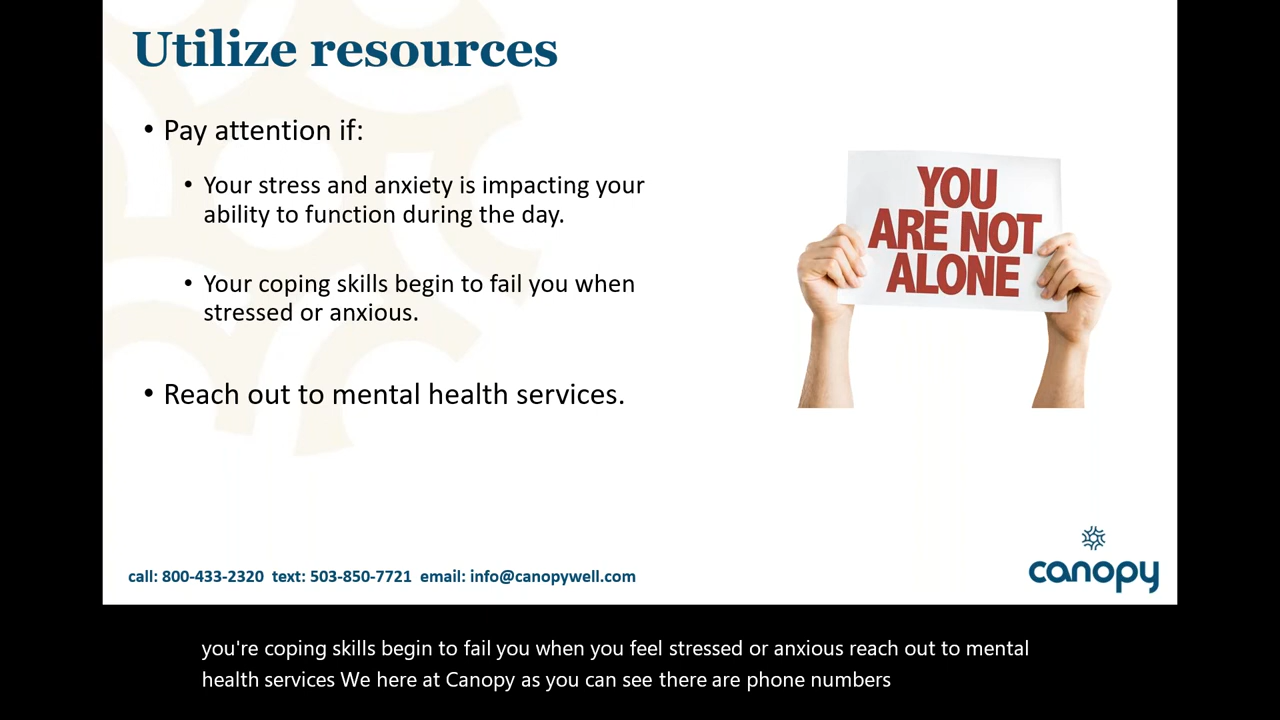 Utilize resources
• Pay attention if:
• Your stress and anxiety is impacting your
ability to function during the day.
• Your coping skills begin to fail you when
stressed or anxious.
• Reach out to mental health services.
YOU
ARE NOT
ALONE
call: 800-433-2320 text: 503-850-7721 email: info@canopywell.com
canopy
you're coping skills begin to fail you when you feel stressed or anxious reach out to mental
health services We here at Canopy as you can see there are phone numbers